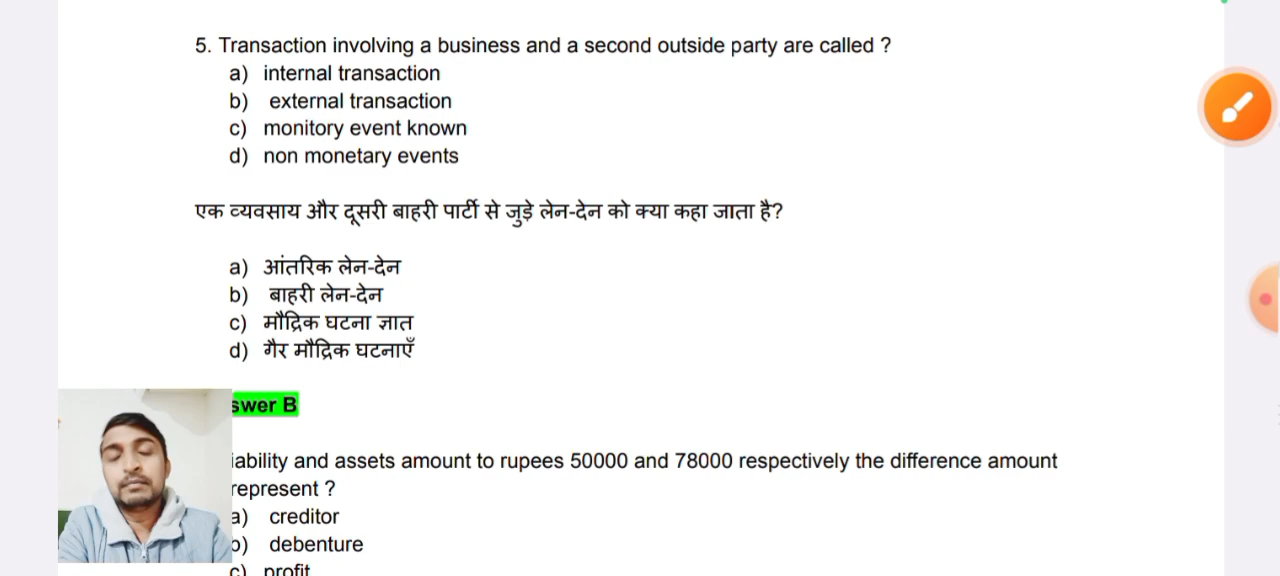 5. Transaction involving a business and a second outside party are called ?
a) internal transaction
b) external transaction
c) monitory event known
d) non monetary events
एक व्यवसाय और दूसरी बाहरी पार्टी से जुड़े लेन-देन को क्या कहा जाता है?
a) आंतरिक लेन-देन
b) बाहरी लेन-देन
c) मौद्रिक घटना ज्ञात
d) गैर मौद्रिक घटनाएँ
swer B
iability and assets amount to rupees 50000 and 78000 respectively the difference amount
represent ?
a) creditor
b) debenture
c) profit